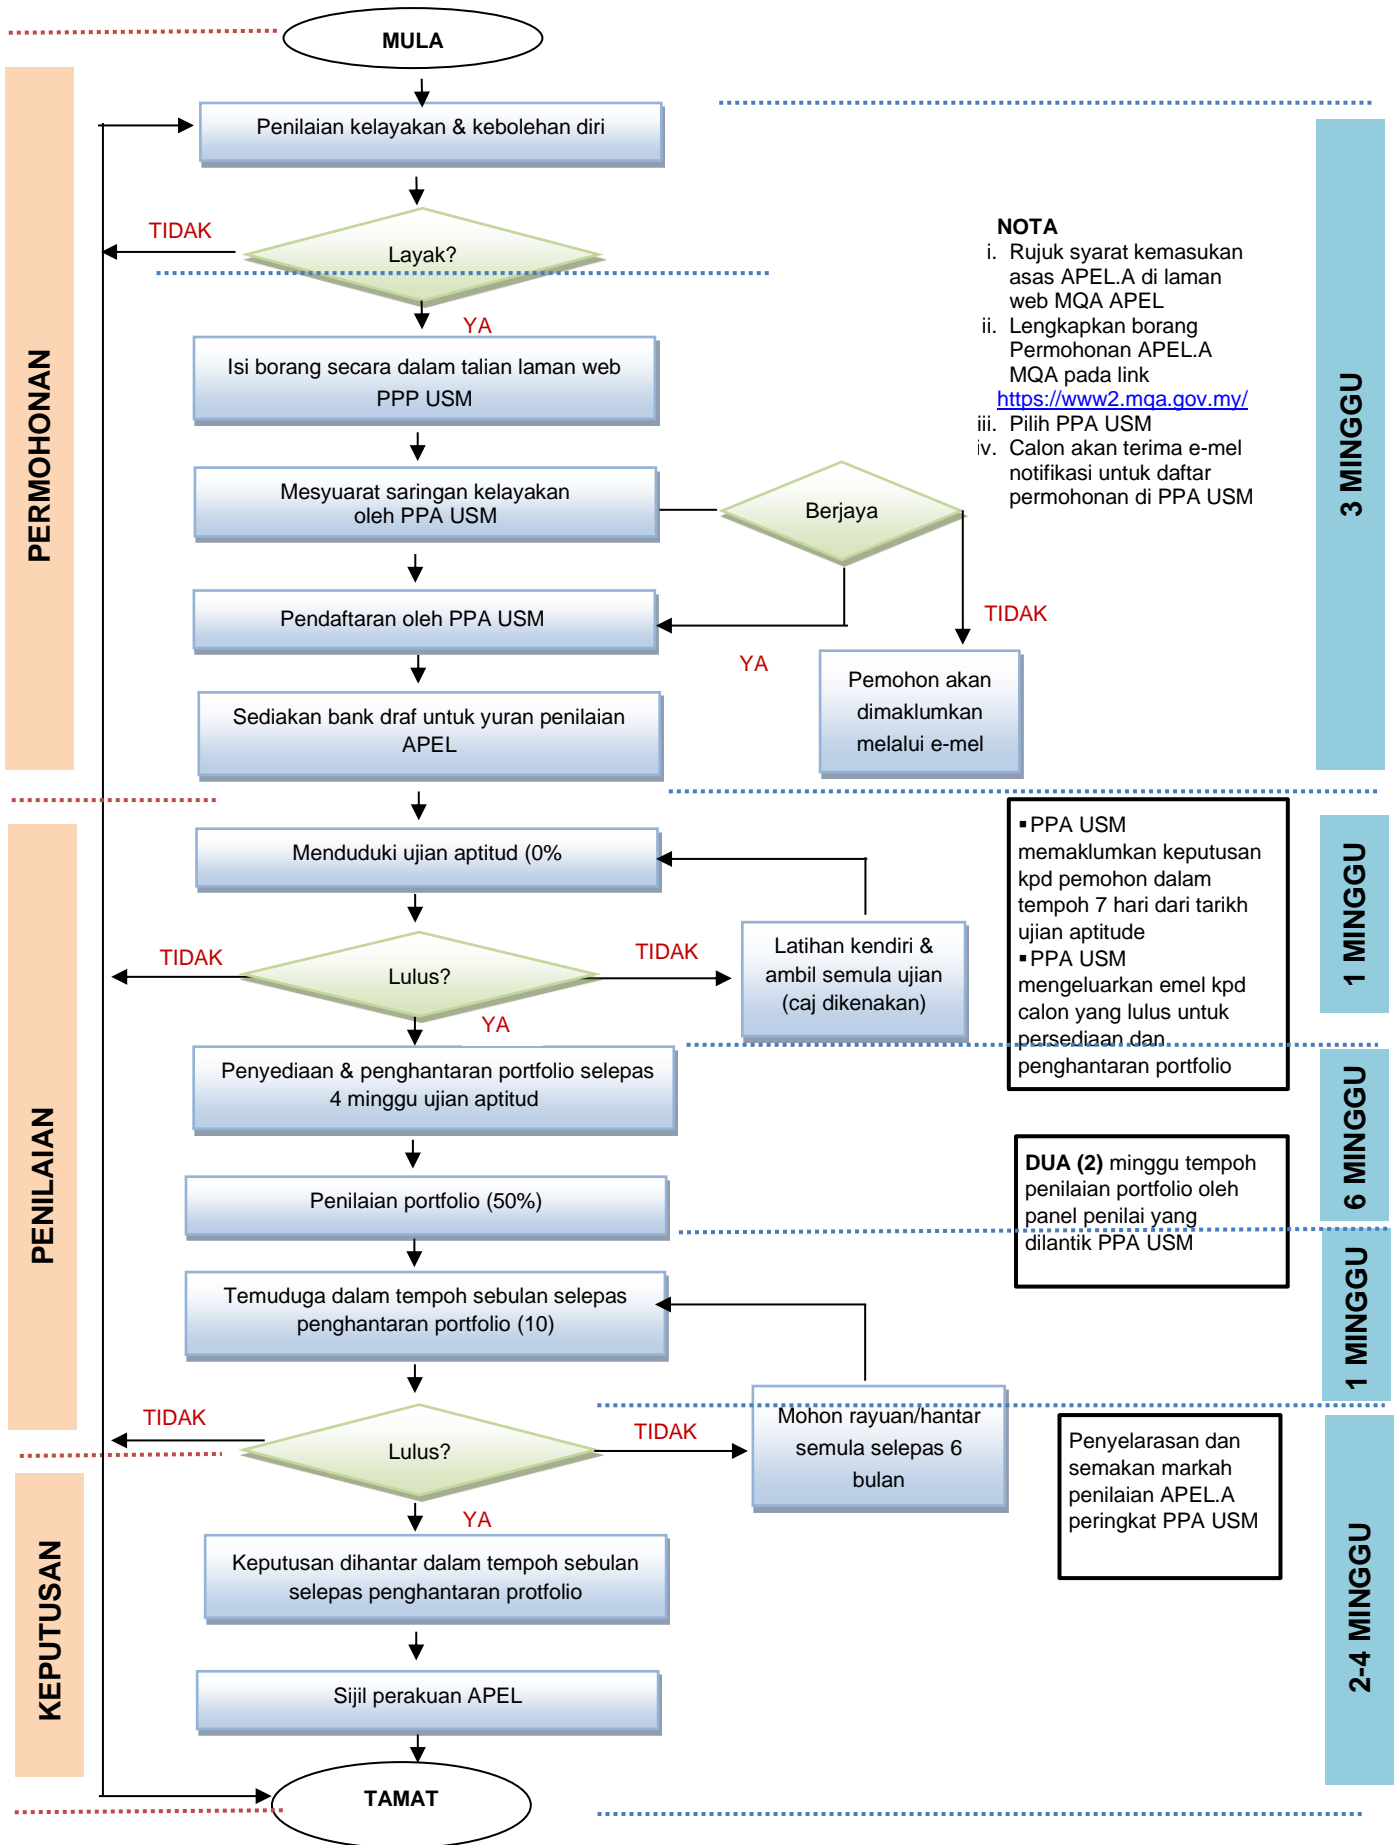 MULA
PERMOHONAN
Penilaian kelayakan & kebolehan diri
TIDAK
Layak?
YA
Isi borang secara dalam talian laman web
PPP USM
Mesyuarat saringan kelayakan
oleh PPA USM
Berjaya
Pendaftaran oleh PPA USM
YA
TIDAK
Pemohon akan
dimaklumkan
melalui e-mel
Sediakan bank draf untuk yuran penilaian
APEL
NOTA
i. Rujuk syarat kemasukan
asas APEL.A di laman
web MQA APEL
ii. Lengkapkan borang
Permohonan APEL.A
MQA pada link
https://www2.mqa.gov.my/
iii. Pilih PPA USM
iv. Calon akan terima e-mel
notifikasi untuk daftar
permohonan di PPA USM
3 MINGGU
PENILAIAN
Menduduki ujian aptitud (0%
TIDAK
Lulus?
TIDAK
Latihan kendiri &
ambil semula ujian
(caj dikenakan)
YA
▪PPA USM
memaklumkan keputusan
kpd pemohon dalam
tempoh 7 hari dari tarikh
ujian aptitude
▪PPA USM
mengeluarkan emel kpd
calon yang lulus untuk
persediaan dan
penghantaran portfolio
1 MINGGU
Penyediaan & penghantaran portfolio selepas
4 minggu ujian aptitud
Penilaian portfolio (50%)
DUA (2) minggu tempoh
penilaian portfolio oleh
panel penilai yang
dilantik PPA USM
6 MINGGU
Temuduga dalam tempoh sebulan selepas
penghantaran portfolio (10)
1 MINGGU
TIDAK
Lulus?
TIDAK
Mohon rayuan/hantar
semula selepas 6
bulan
YA
KEPUTUSAN
Keputusan dihantar dalam tempoh sebulan
selepas penghantaran protfolio
Penyelarasan dan
semakan markah
penilaian APEL.A
peringkat PPA USM
2-4 MINGGU
Sijil perakuan APEL
TAMAT